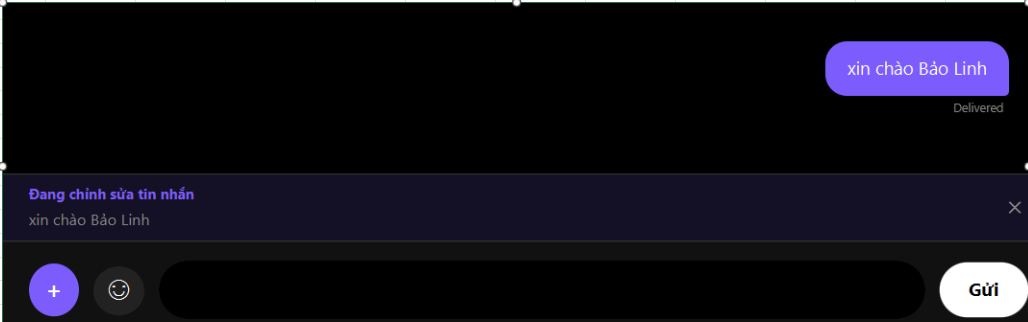 xin chào Bảo Linh
Delivered
Đang chỉnh sửa tin nhắn
xin chào Bảo Linh
+
Gửi